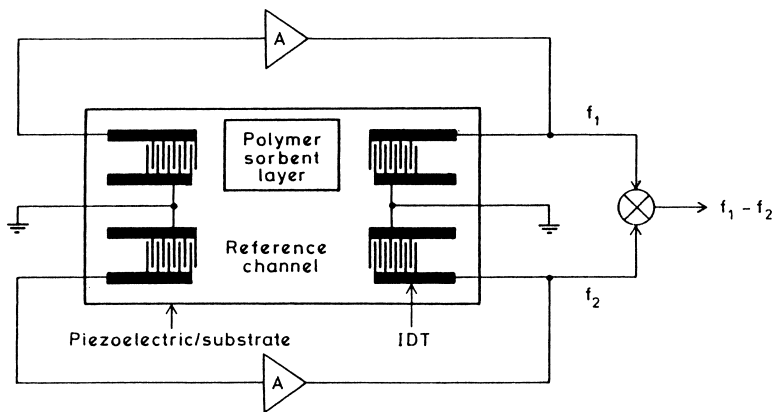 A
f1
Polymer
sorbent
layer
f1 - f2
Reference
channel
f2
Piezoelectric/substrate
IDT
A